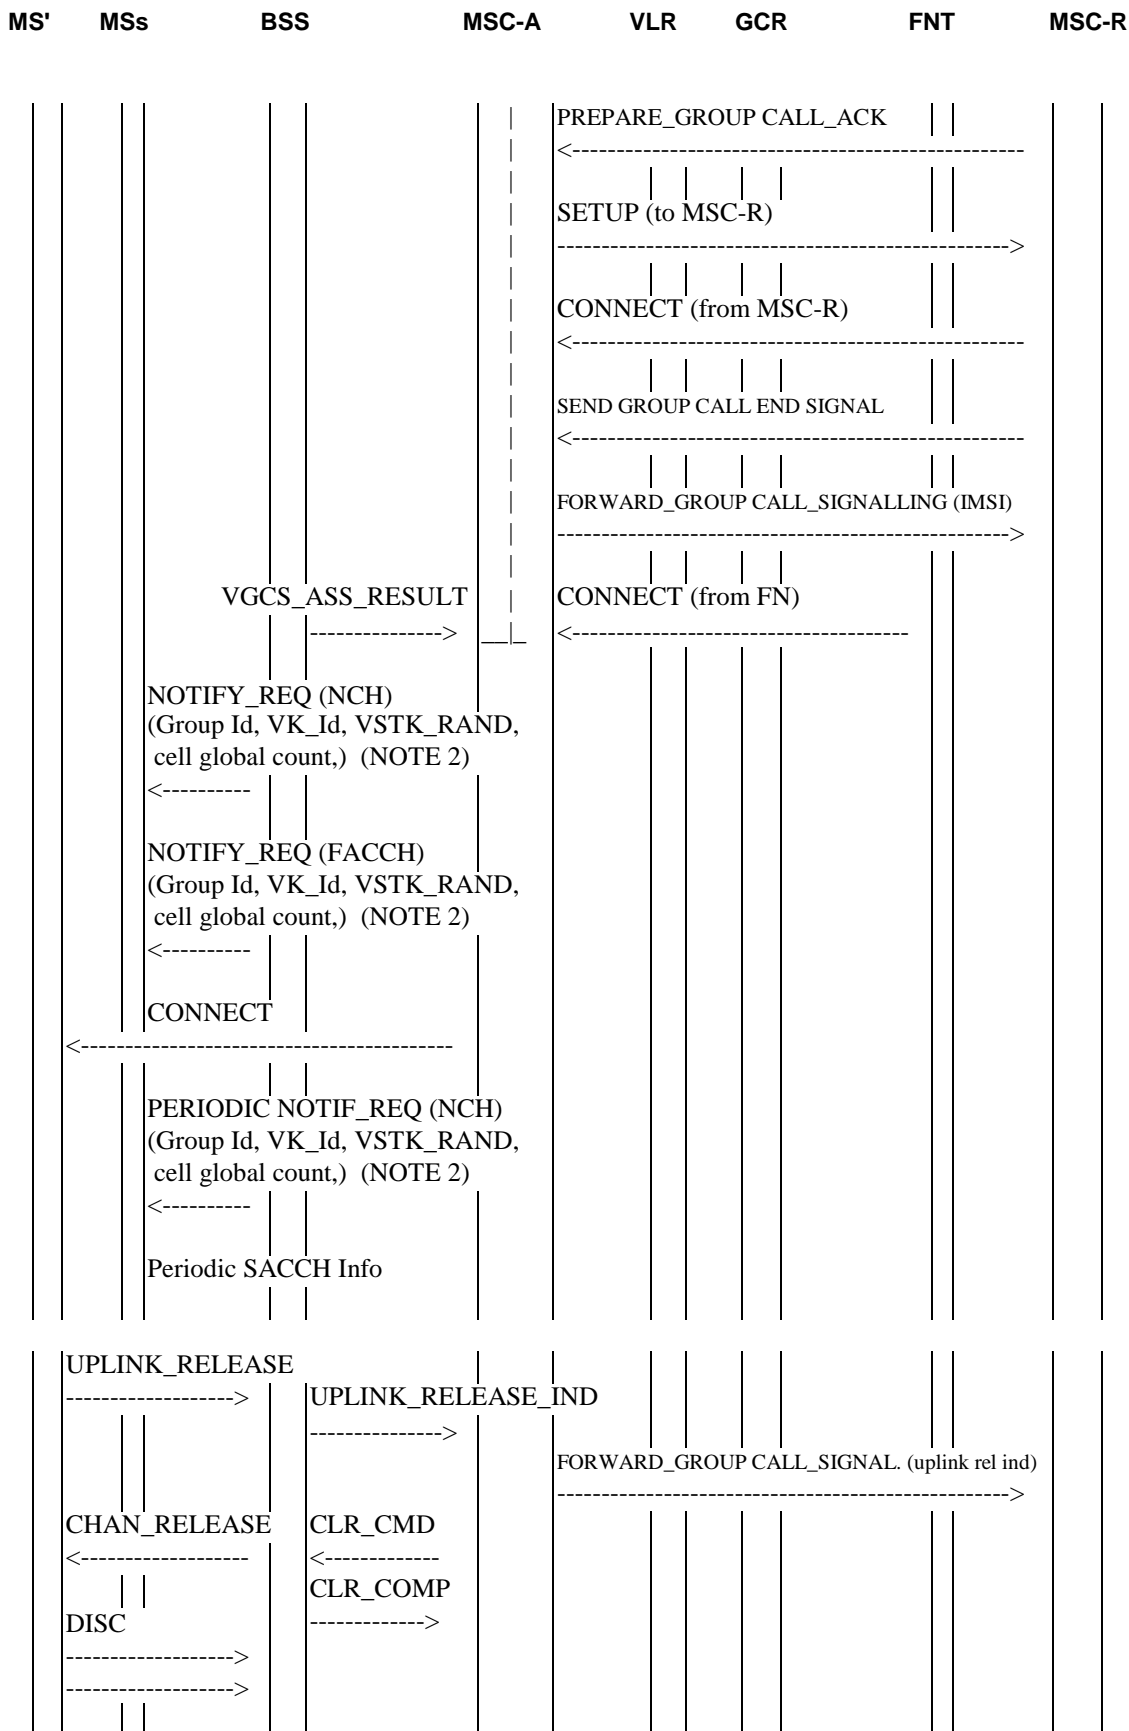 MS' MSs BSS MSC-A VLR GCR FNT MSC-R
PREPARE_GROUP CALL_ACK
<---------------------------------------------------
SETUP (to MSC-R)
--------------------------------------------------->
CONNECT (from MSC-R)
<---------------------------------------------------
SEND GROUP CALL END SIGNAL
<---------------------------------------------------
FORWARD_GROUP CALL_SIGNALLING (IMSI)
--------------------------------------------------->
VGCS_ASS_RESULT CONNECT (from FN)
---------------> __|_ <--------------------------------------
NOTIFY_REQ (NCH)
(Group Id, VK_Id, VSTK_RAND,
cell global count,) (NOTE 2)
<----------
NOTIFY_REQ (FACCH)
(Group Id, VK_Id, VSTK_RAND,
cell global count,) (NOTE 2)
<----------
CONNECT
<------------------------------------------
PERIODIC NOTIF_REQ (NCH)
(Group Id, VK_Id, VSTK_RAND,
cell global count,) (NOTE 2)
<----------
Periodic SACCH Info
UPLINK_RELEASE
-------------------> UPLINK_RELEASE_IND
--------------->
FORWARD_GROUP CALL_SIGNAL. (uplink rel ind)
--------------------------------------------------->
CHAN_RELEASE CLR_CMD
<------------------- <-------------
CLR_COMP
DISC ------------->
------------------->
------------------->